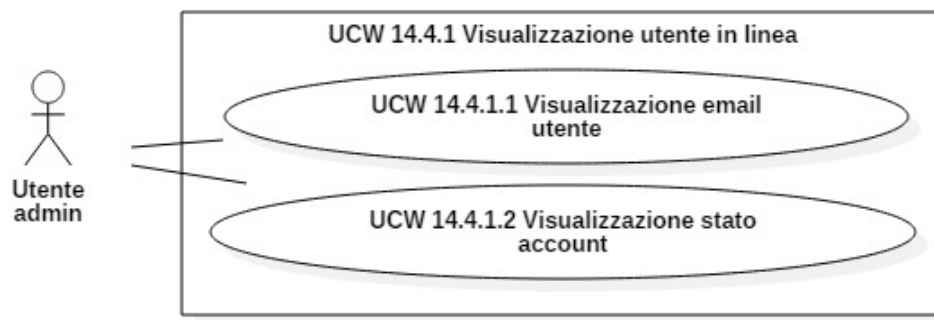 UCW 14.4.1 Visualizzazione utente in linea
UCW 14.4.1.1 Visualizzazione email
utente
Utente
admin
UCW 14.4.1.2 Visualizzazione stato
account